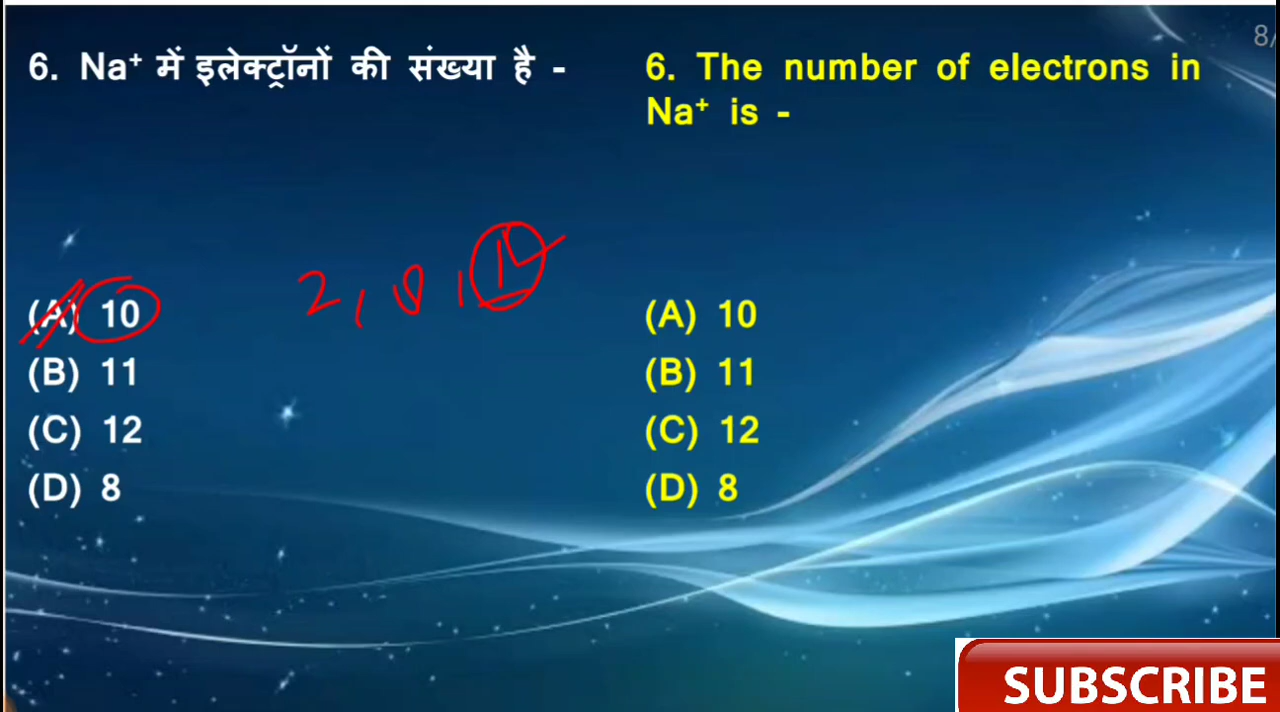 6. Na⁺ में इलेक्ट्रॉनों की संख्या है -
(A) 10
(B) 11
(C) 12
(D) 8
2, 8, 1
6. The number of electrons in
Na⁺ is -
(A) 10
(B) 11
(C) 12
(D) 8
8/
SUBSCRIBE